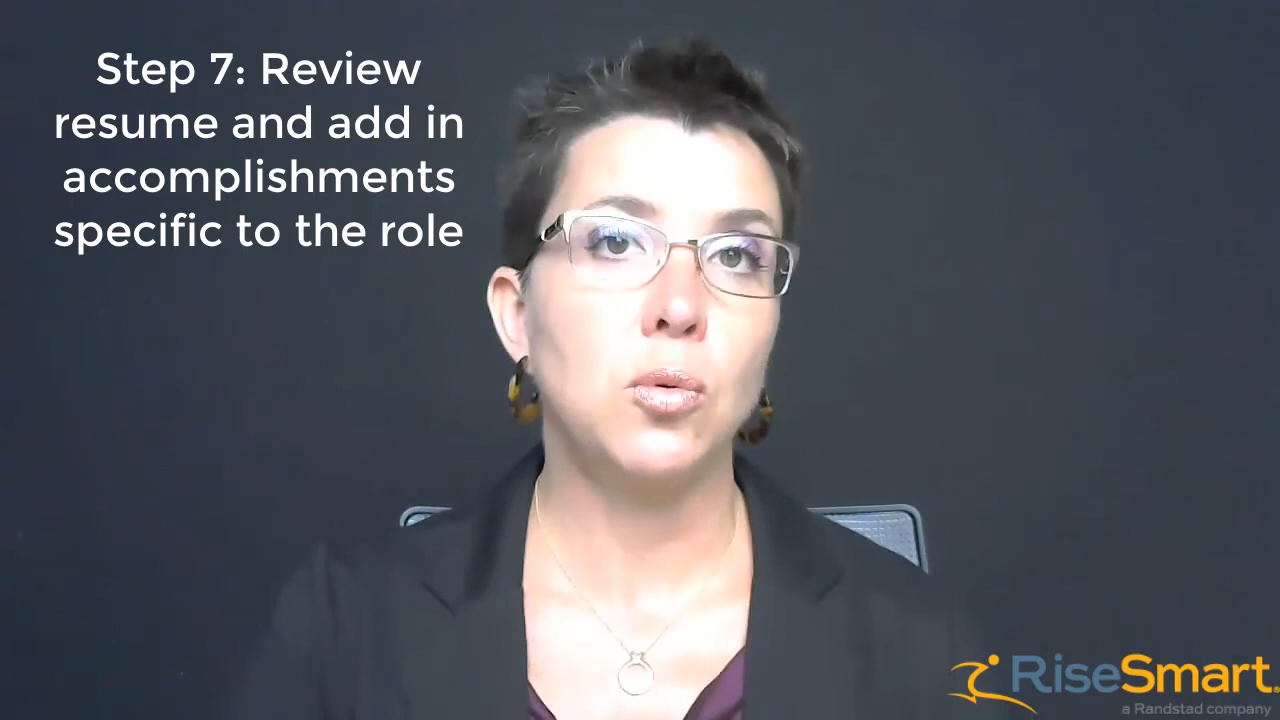 Step 7: Review
resume and add in
accomplishments
specific to the role
RiseSmart.
a Randstad company